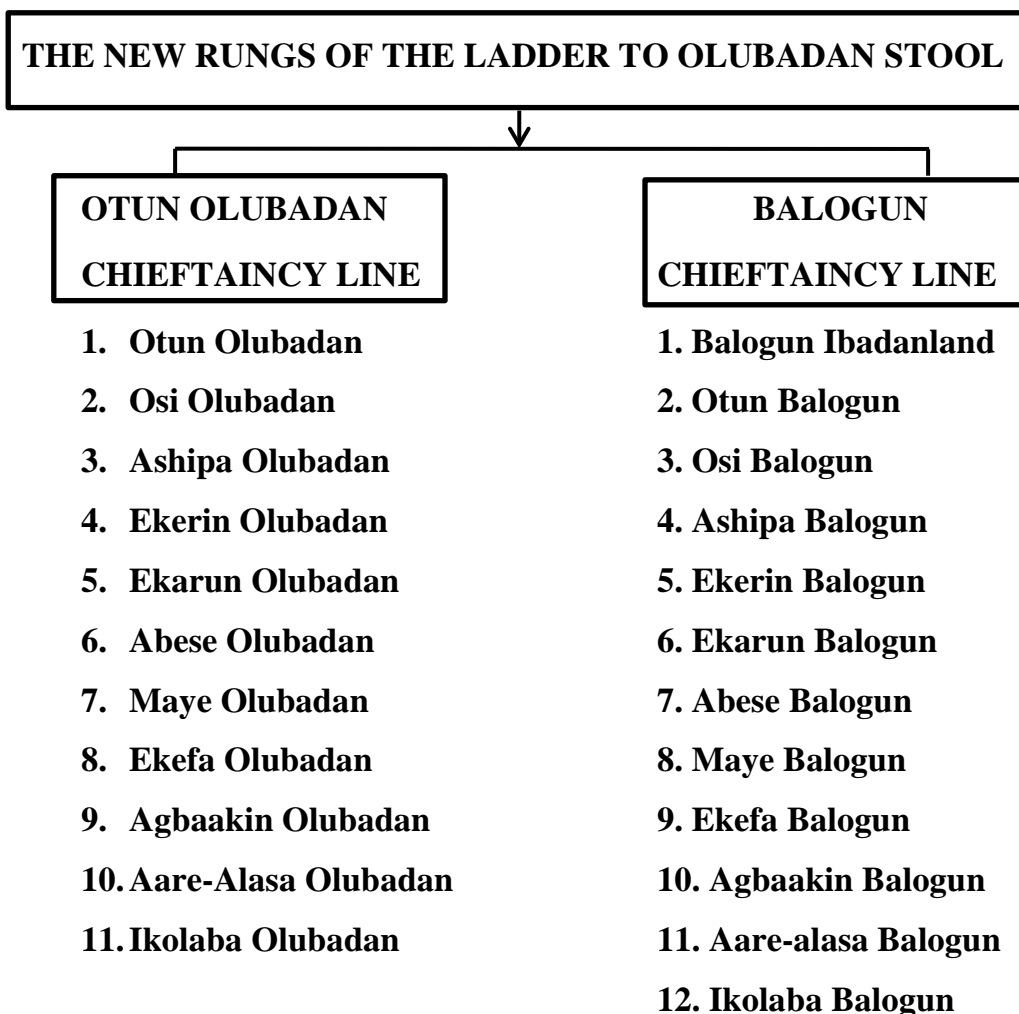 THE NEW RUNGS OF THE LADDER TO OLUBADAN STOOL
OTUN OLUBADAN
CHIEFTAINCY LINE
1. Otun Olubadan
2. Osi Olubadan
3. Ashipa Olubadan
4. Ekerin Olubadan
5. Ekarun Olubadan
6. Abese Olubadan
7. Maye Olubadan
8. Ekefa Olubadan
9. Agbaakin Olubadan
10. Aare-Alasa Olubadan
11. Ikolaba Olubadan
BALOGUN
CHIEFTAINCY LINE
1. Balogun Ibadanland
2. Otun Balogun
3. Osi Balogun
4. Ashipa Balogun
5. Ekerin Balogun
6. Ekarun Balogun
7. Abese Balogun
8. Maye Balogun
9. Ekefa Balogun
10. Agbaakin Balogun
11. Aare-alasa Balogun
12. Ikolaba Balogun